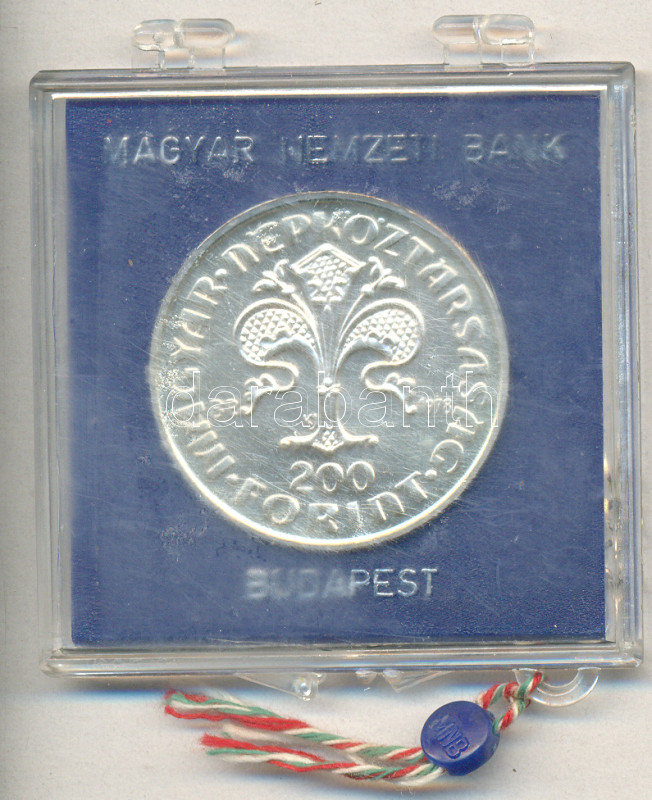 MAGYAR NEMZETI BANK
MAGYAR·NÉPKÖZTÁRSASÁG·
200
·FORINT·
BUDAPEST
MNB
darabanth